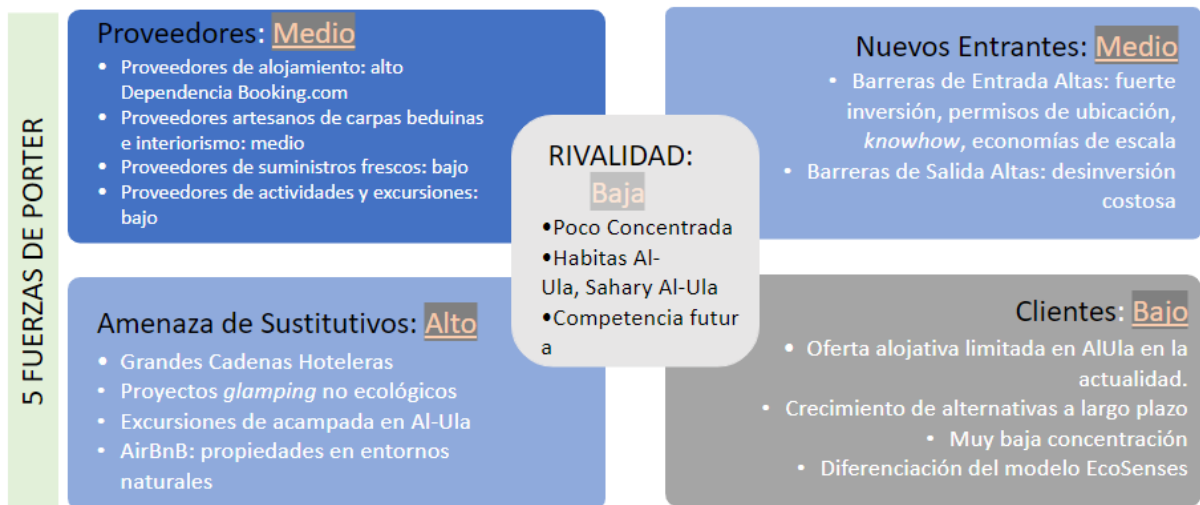 5 FUERZAS DE PORTER
Proveedores: Medio
• Proveedores de alojamiento: alto
Dependencia Booking.com
• Proveedores artesanos de carpas beduinas
e interiorismo: medio
• Proveedores de suministros frescos: bajo
• Proveedores de actividades y excursiones:
bajo
Nuevos Entrantes: Medio
• Barreras de Entrada Altas: fuerte
inversión, permisos de ubicación,
knowhow, economías de escala
• Barreras de Salida Altas: desinversión
costosa
RIVALIDAD:
Baja
•Poco Concentrada
•Habitas Al-
Ula, Sahary Al-Ula
•Competencia futur
a
Amenaza de Sustitutivos: Alto
• Grandes Cadenas Hoteleras
• Proyectos glamping no ecológicos
• Excursiones de acampada en Al-Ula
• AirBnB: propiedades en entornos
naturales
Clientes: Bajo
• Oferta alojativa limitada en AlUla en la
actualidad.
• Crecimiento de alternativas a largo plazo
• Muy baja concentración
• Diferenciación del modelo EcoSenses